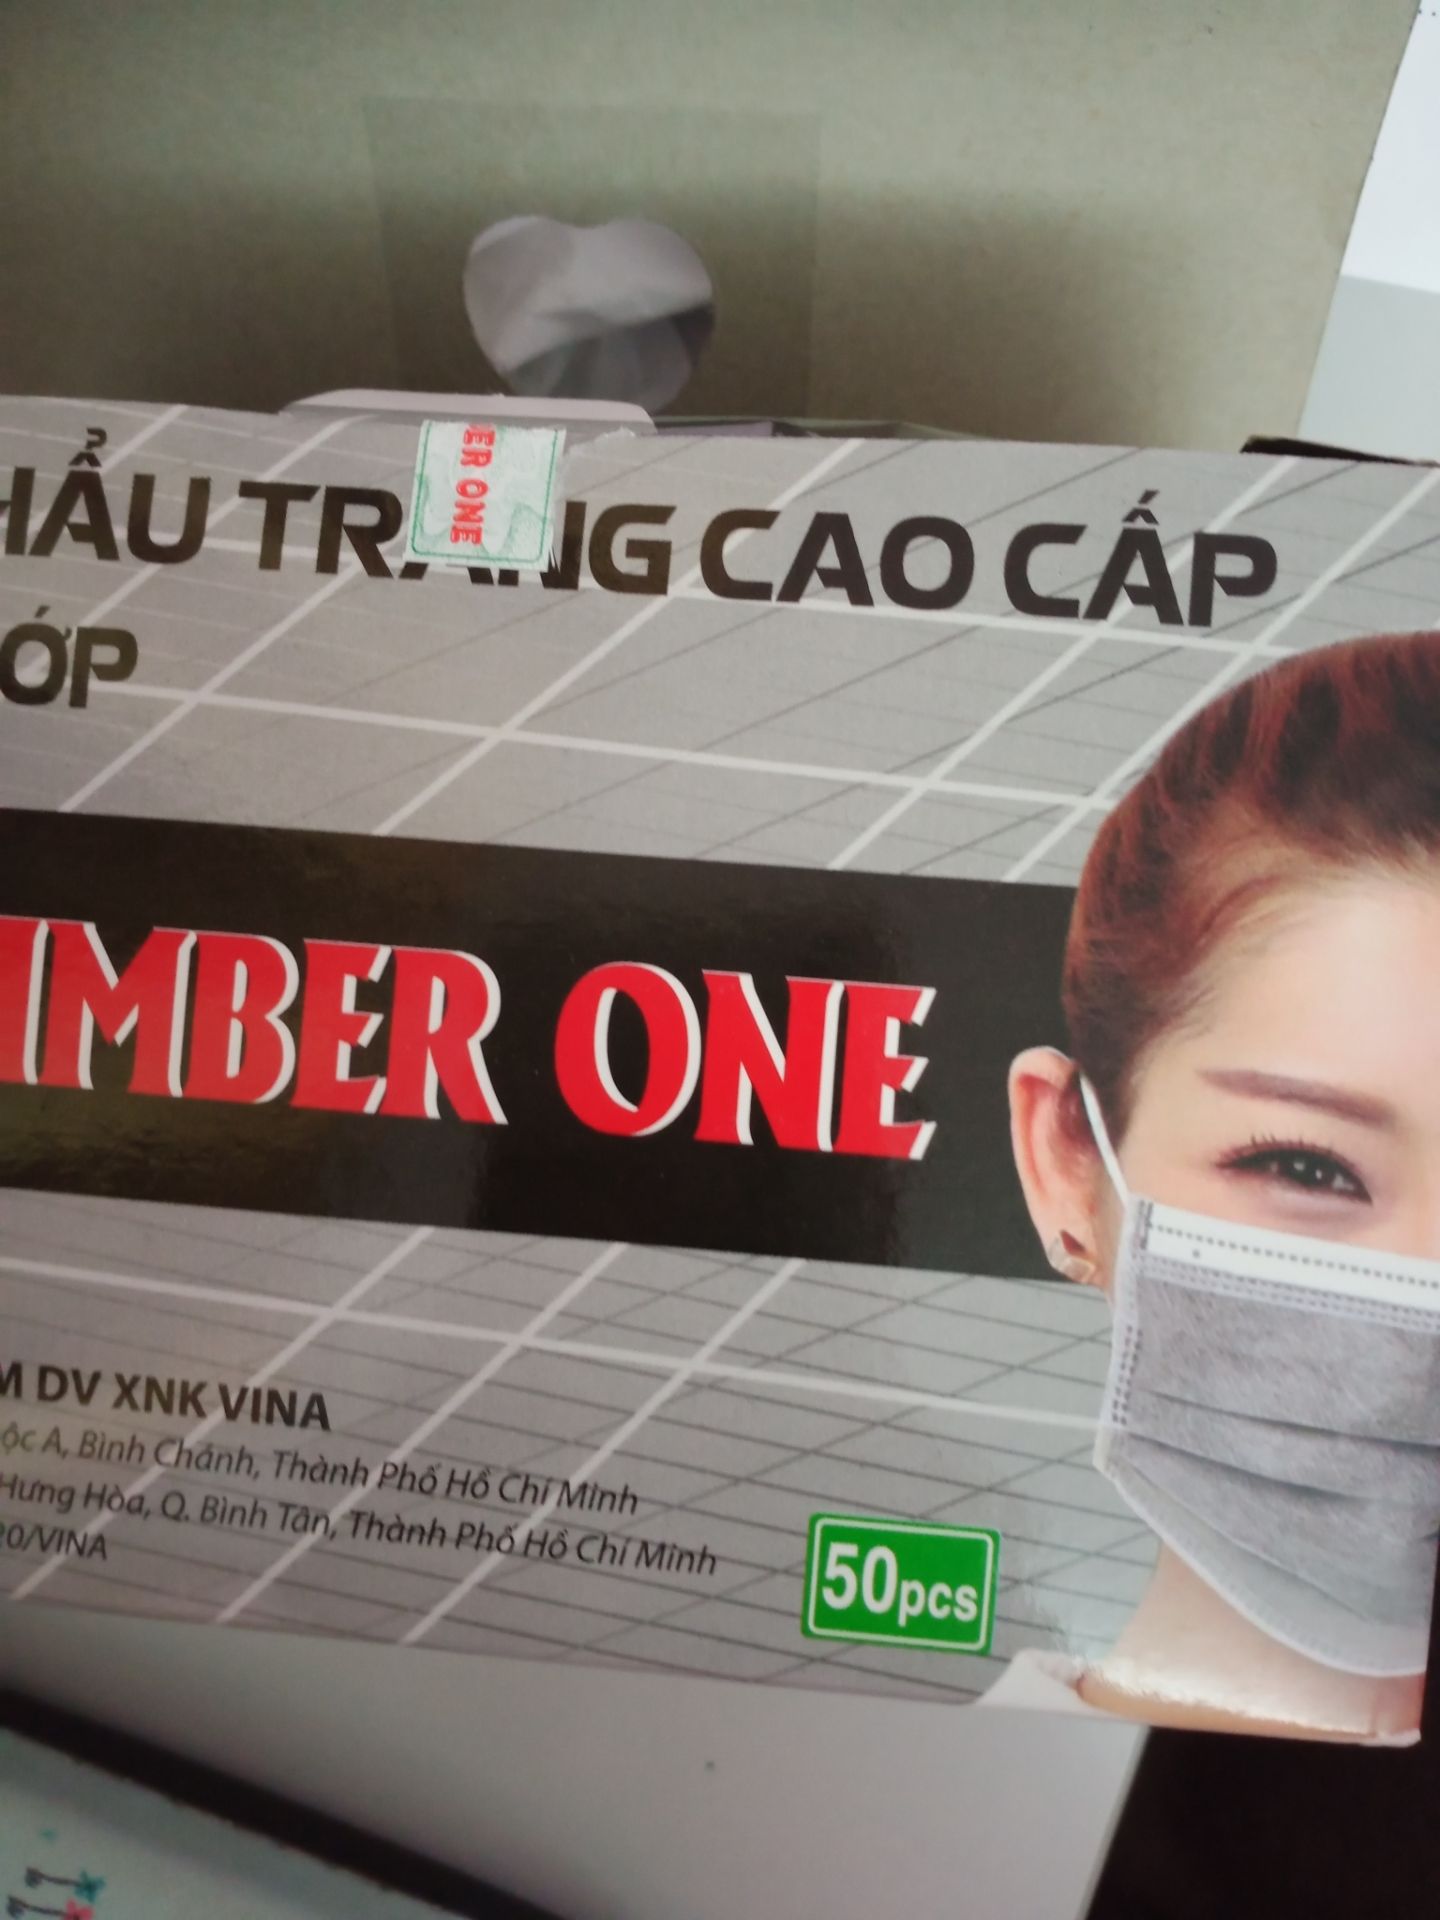 HẨU TRANG CAO CẤP
ỚP
ER ONE
MBER ONE
M DV XNK VINA
ộc A, Bình Chánh, Thành Phố Hồ Chí Minh
Hưng Hòa, Q. Bình Tân, Thành Phố Hồ Chí Minh
20/VINA
50pcs